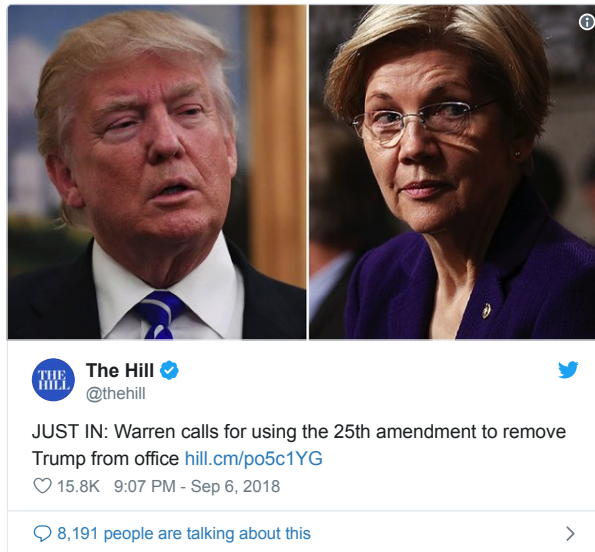 THE
HILL
The Hill
@thehill
JUST IN: Warren calls for using the 25th amendment to remove
Trump from office hill.cm/po5c1YG
15.8K 9:07 PM - Sep 6, 2018
8,191 people are talking about this